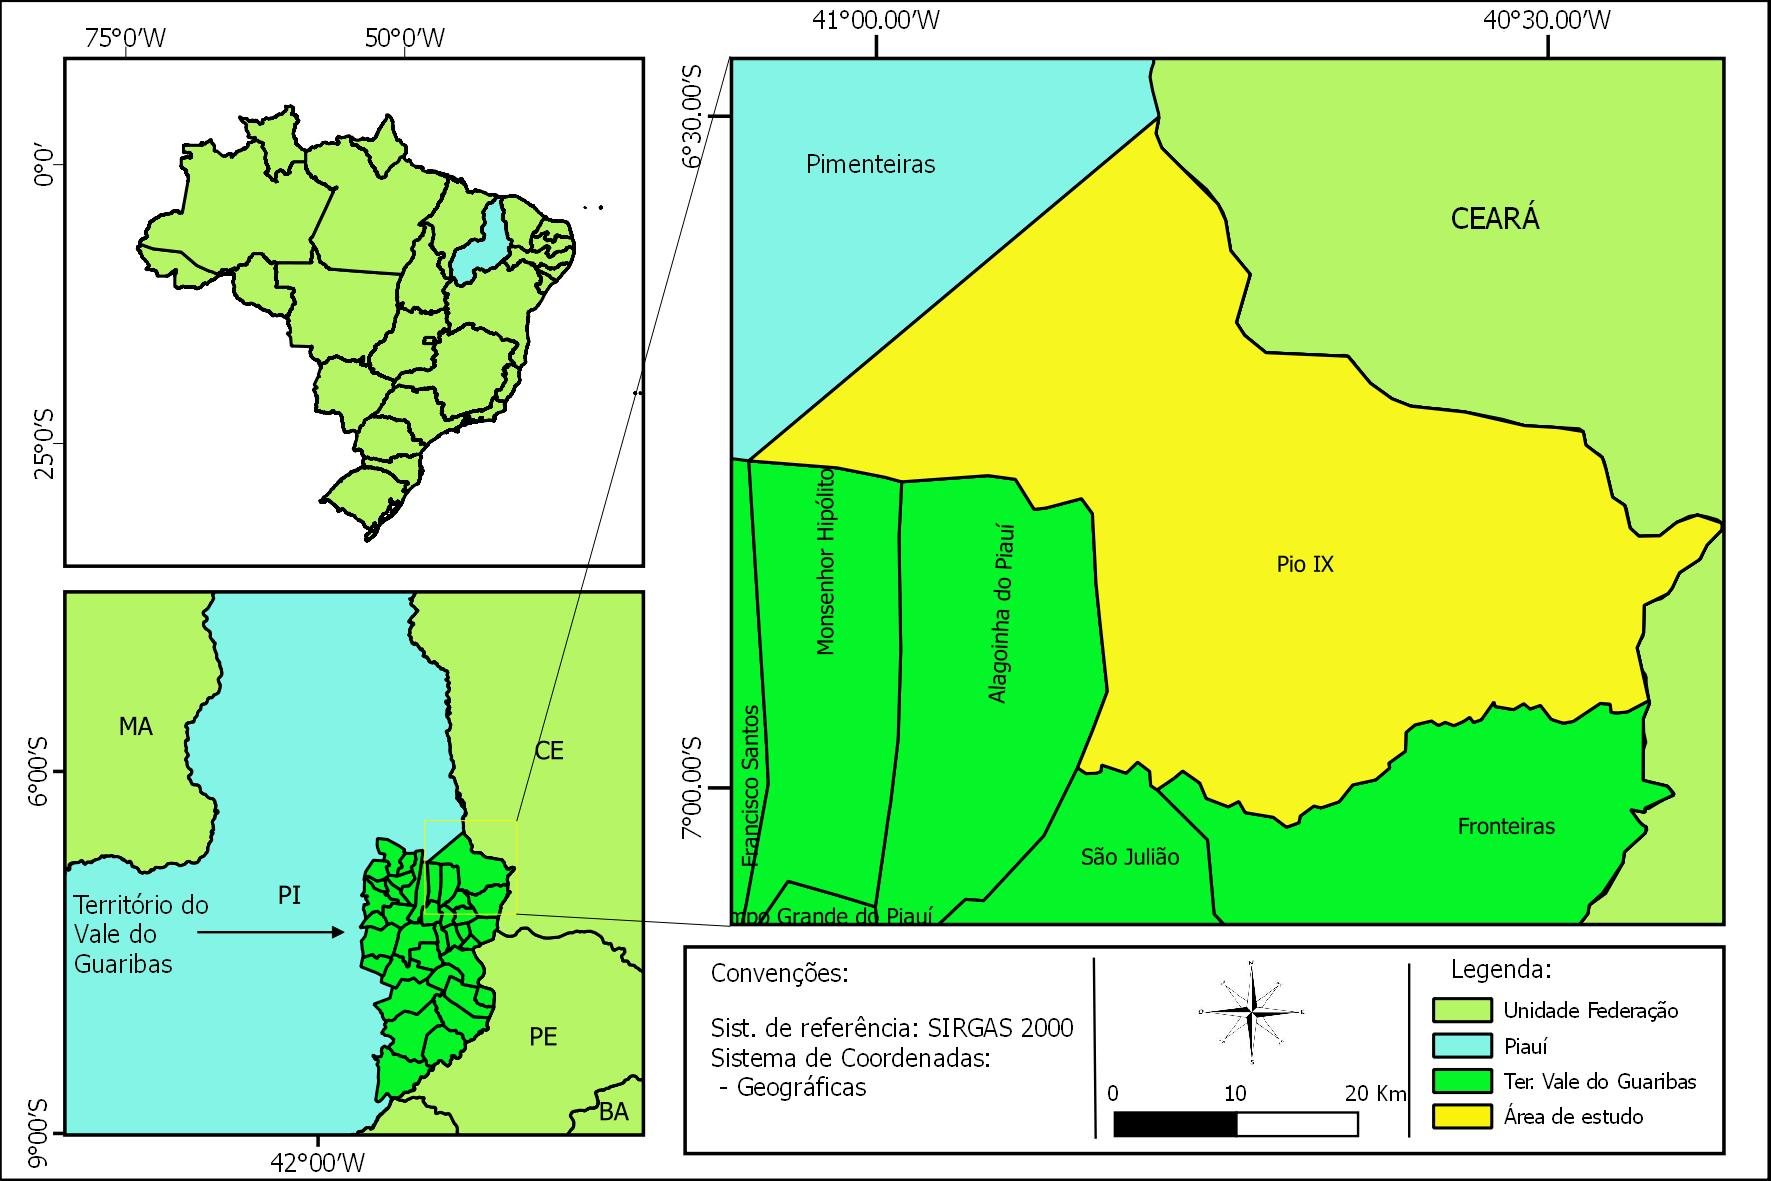 75°0'W
50°0'W
0°0'
25°0'S
41°00.00'W
40°30.00'W
6°30.00'S
7°00.00'S
Pimenteiras
CEARÁ
Pio IX
Monsenhor Hipólito
Alagoinha do Piauí
Francisco Santos
São Julião
Fronteiras
mpo Grande do Piauí
6°00'S
9°00'S
42°00'W
MA
CE
PI
Território do
Vale do
Guaribas
PE
BA
Convenções:
Sist. de referência: SIRGAS 2000
Sistema de Coordenadas:
- Geográficas
0 10 20 Km
Legenda:
Unidade Federação
Piauí
Ter. Vale do Guaribas
Área de estudo